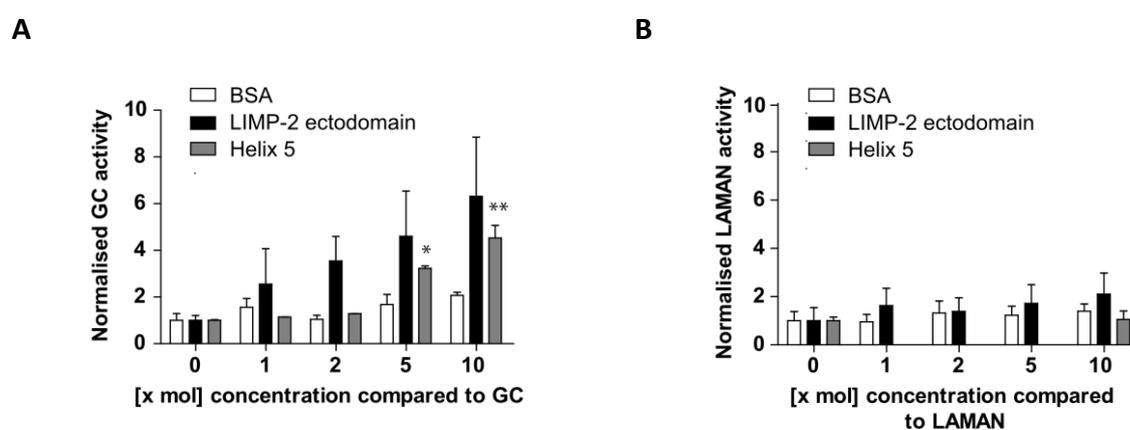 A
BSA
LIMP-2 ectodomain
Helix 5
Normalised GC activity
10
8
6
4
2
0
*
**
0 1 2 5 10
[x mol] concentration compared to GC
B
BSA
LIMP-2 ectodomain
Helix 5
Normalised LAMAN activity
10
8
6
4
2
0
0 1 2 5 10
[x mol] concentration compared
to LAMAN